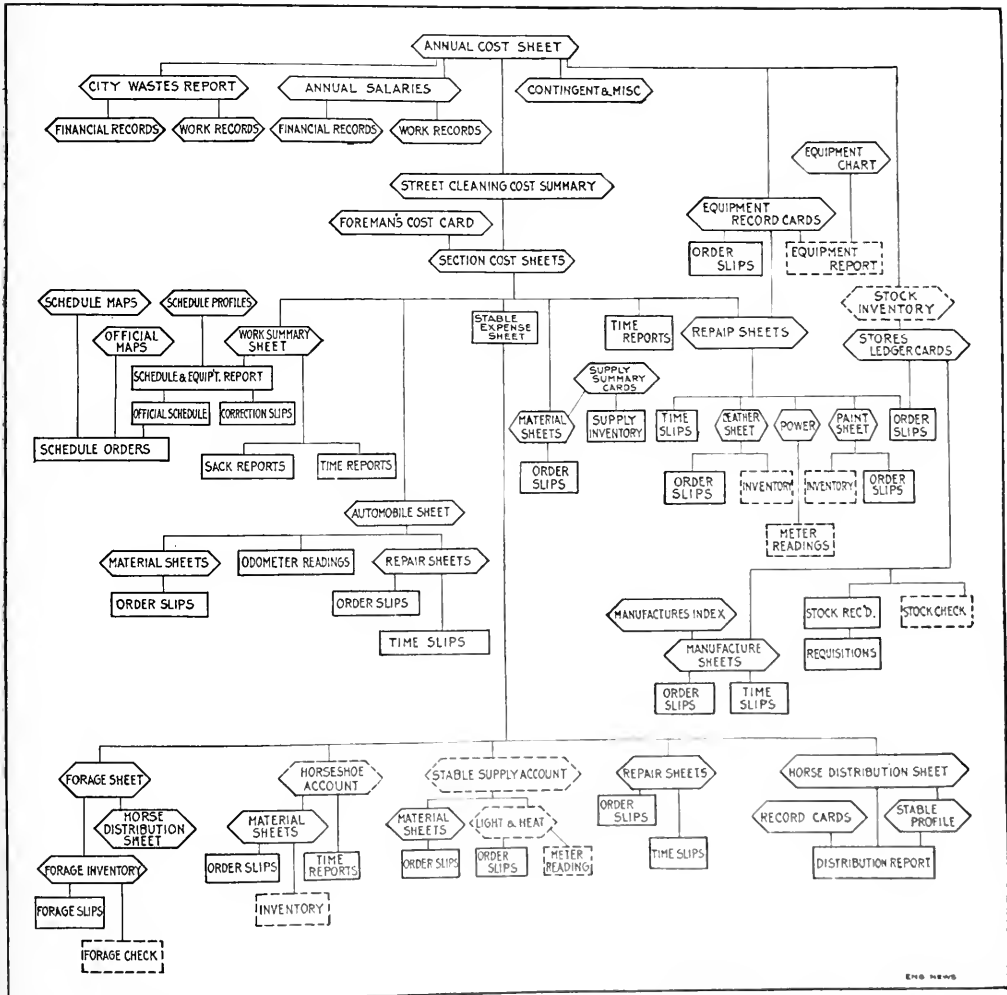 ANNUAL COST SHEET
CITY WASTES REPORT
ANNUAL SALARIES
CONTINGENT & MISC
FINANCIAL RECORDS
WORK RECORDS
FINANCIAL RECORDS
WORK RECORDS
EQUIPMENT
CHART
STREET CLEANING COST SUMMARY
FOREMAN'S COST CARD
EQUIPMENT
RECORD CARDS
SECTION COST SHEETS
ORDER
SLIPS
EQUIPMENT
REPORT
SCHEDULE MAPS
SCHEDULE PROFILES
STOCK
INVENTORY
OFFICIAL
MAPS
WORK SUMMARY
SHEET
STABLE
EXPENSE
SHEET
TIME
REPORTS
REPAIR SHEETS
STORES
LEDGER CARDS
SCHEDULE & EQUIP'T. REPORT
SUPPLY
SUMMARY
CARDS
OFFICIAL SCHEDULE
CORRECTION SLIPS
MATERIAL
SHEETS
SUPPLY
INVENTORY
TIME
SLIPS
LEATHER
SHEET
POWER
PAINT
SHEET
ORDER
SLIPS
SCHEDULE ORDERS
SACK REPORTS
TIME REPORTS
ORDER
SLIPS
ORDER
SLIPS
INVENTORY
INVENTORY
ORDER
SLIPS
AUTOMOBILE SHEET
METER
READINGS
MATERIAL SHEETS
ODOMETER READINGS
REPAIR SHEETS
ORDER SLIPS
ORDER SLIPS
TIME SLIPS
MANUFACTURES INDEX
STOCK REC'D.
STOCK CHECK
MANUFACTURE
SHEETS
REQUISITIONS
ORDER
SLIPS
TIME
SLIPS
FORAGE SHEET
HORSESHOE
ACCOUNT
STABLE SUPPLY ACCOUNT
REPAIR SHEETS
HORSE DISTRIBUTION SHEET
HORSE
DISTRIBUTION
SHEET
MATERIAL
SHEETS
MATERIAL
SHEETS
LIGHT & HEAT
ORDER
SLIPS
RECORD CARDS
STABLE
PROFILE
FORAGE INVENTORY
ORDER SLIPS
TIME
REPORTS
ORDER SLIPS
ORDER
SLIPS
METER
READING
TIME SLIPS
DISTRIBUTION REPORT
FORAGE SLIPS
INVENTORY
FORAGE CHECK
ENG NEWS